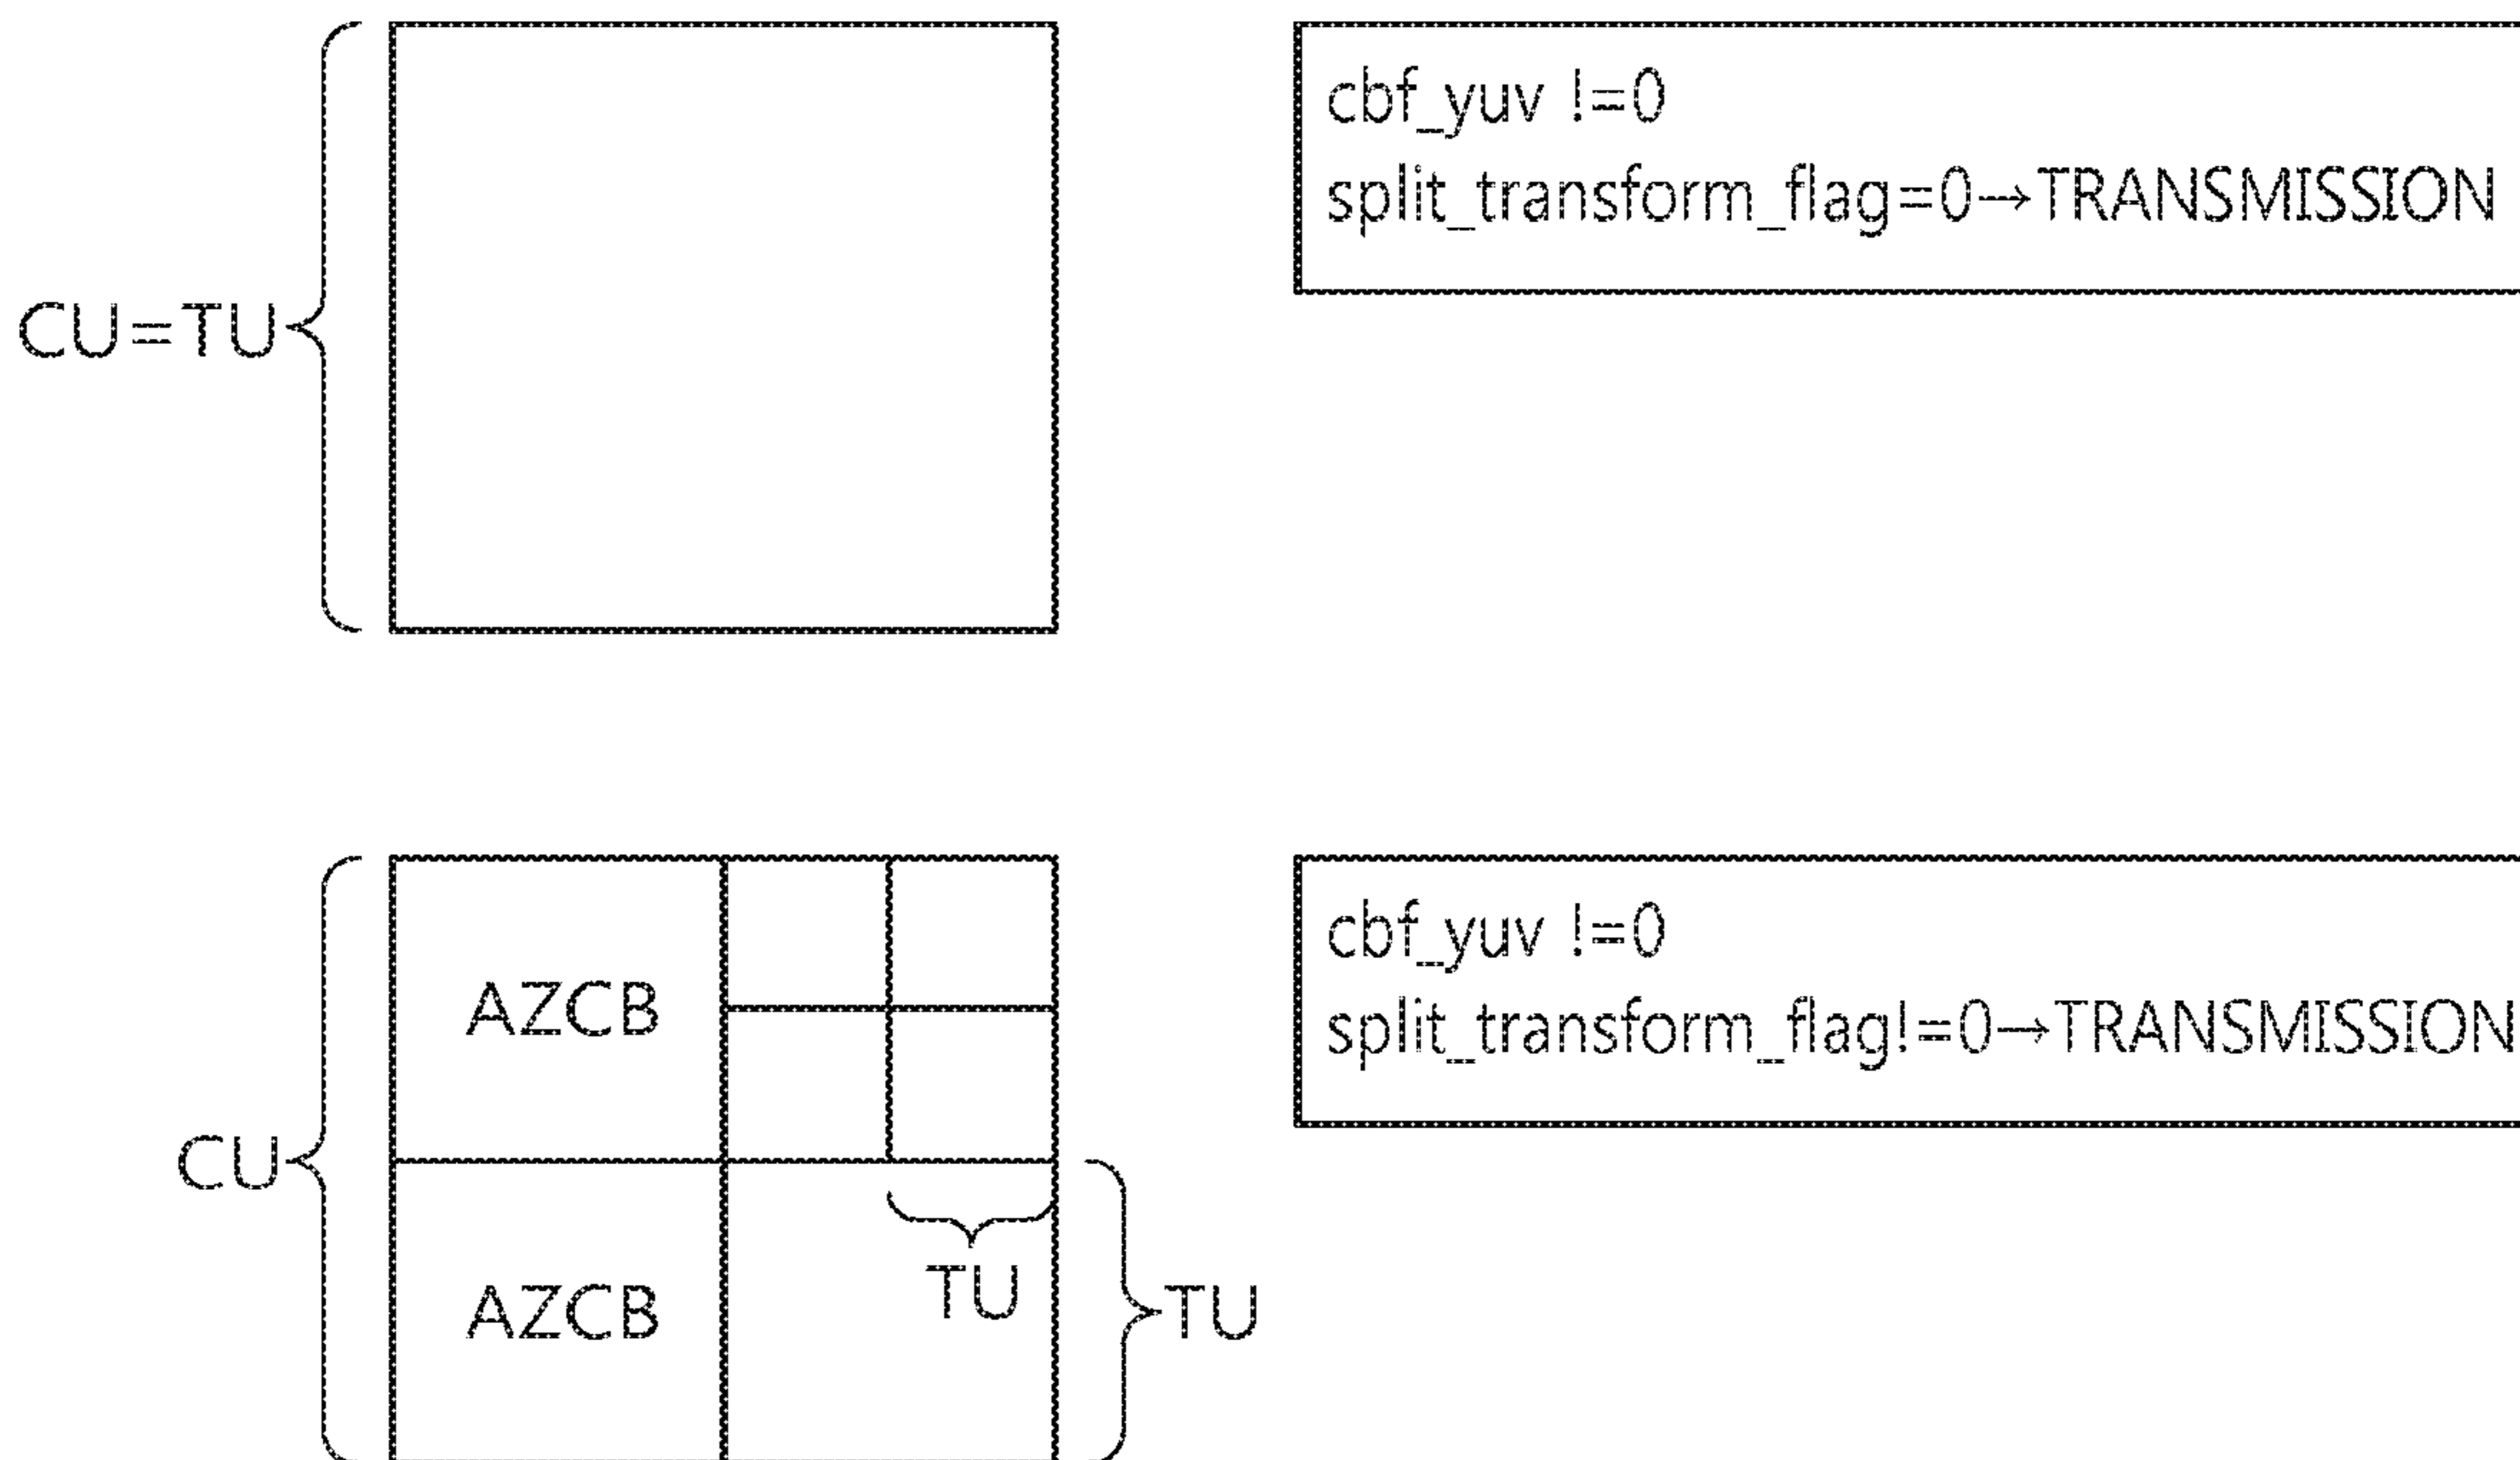 cbf_yuv !=0
split_transform_flag=0→TRANSMISSION
CU=TU
cbf_yuv !=0
split_transform_flag!=0→TRANSMISSION
AZCB
CU
TU
AZCB
TU